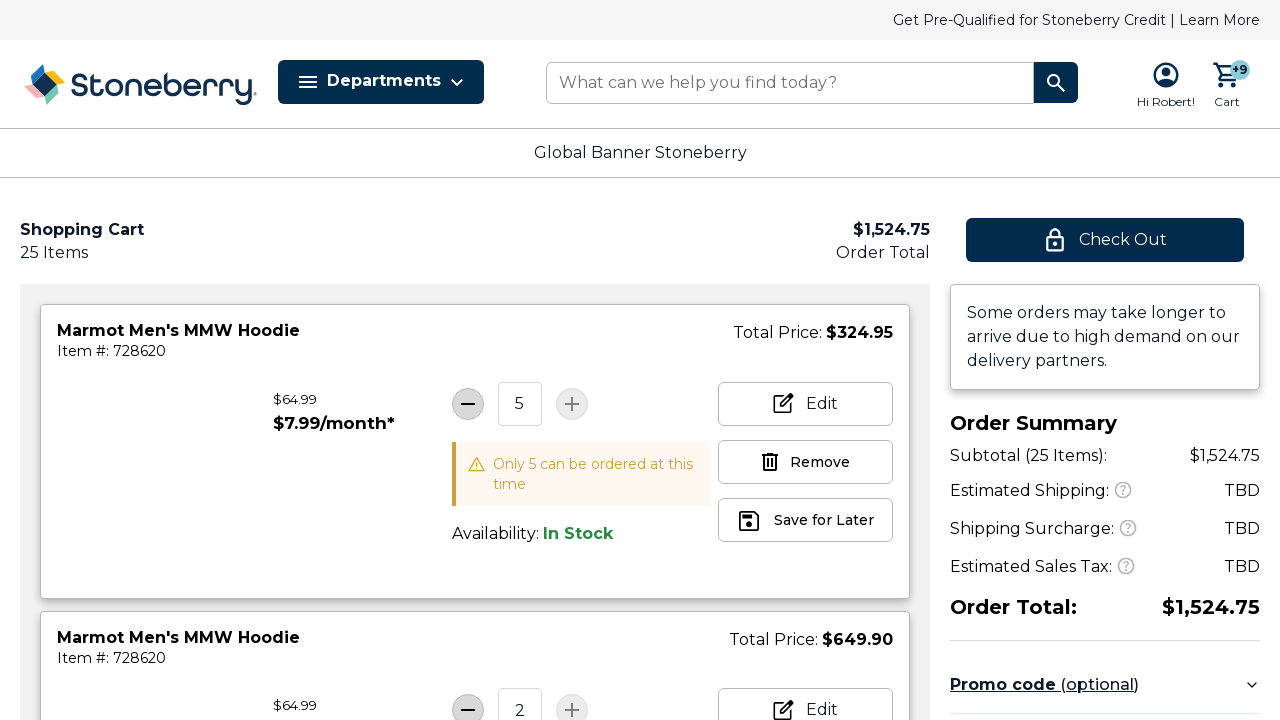 Get Pre-Qualified for Stoneberry Credit | Learn More
Stoneberry
Departments
What can we help you find today?
+9
Hi Robert!
Cart
Global Banner Stoneberry
Shopping Cart
25 Items
$1,524.75
Order Total
Check Out
Marmot Men's MMW Hoodie
Item #: 728620
Total Price: $324.95
$64.99
$7.99/month*
5
Only 5 can be ordered at this
time
Availability: In Stock
Edit
Remove
Save for Later
Marmot Men's MMW Hoodie
Item #: 728620
Total Price: $649.90
$64.99
2
Edit
Some orders may take longer to
arrive due to high demand on our
delivery partners.
Order Summary
Subtotal (25 Items): $1,524.75
Estimated Shipping: TBD
Shipping Surcharge: TBD
Estimated Sales Tax: TBD
Order Total: $1,524.75
Promo code (optional)